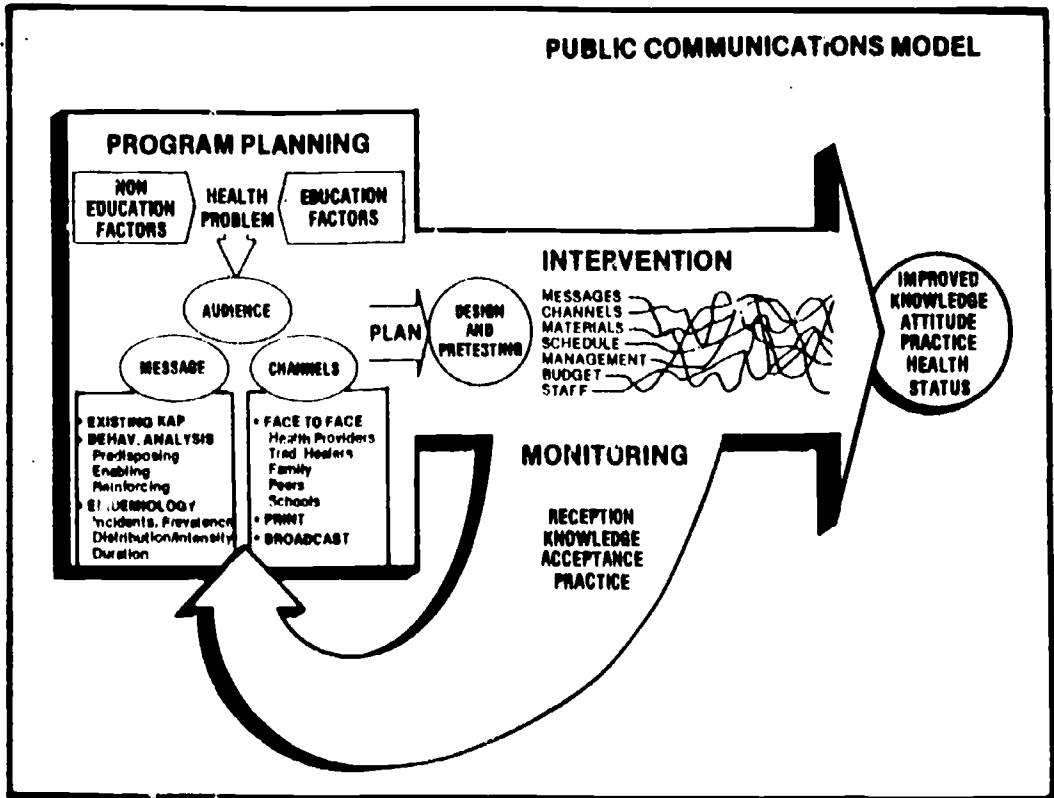 PUBLIC COMMUNICATIONS MODEL
PROGRAM PLANNING
NON
EDUCATION
FACTORS
HEALTH
PROBLEM
EDUCATION
FACTORS
AUDIENCE
MESSAGE
CHANNELS
• EXISTING KAP
• BEHAV. ANALYSIS
Predisposing
Enabling
Reinforcing
• EPIDEMIOLOGY
Incidents, Prevalence
Distribution/Intensity
Duration
• FACE TO FACE
Health Providers
Trad Healers
Family
Peers
Schools
• PRINT
• BROADCAST
PLAN
DESIGN
AND
PRETESTING
INTERVENTION
MESSAGES
CHANNELS
MATERIALS
SCHEDULE
MANAGEMENT
BUDGET
STAFF
MONITORING
RECEPTION
KNOWLEDGE
ACCEPTANCE
PRACTICE
IMPROVED
KNOWLEDGE
ATTITUDE
PRACTICE
HEALTH
STATUS